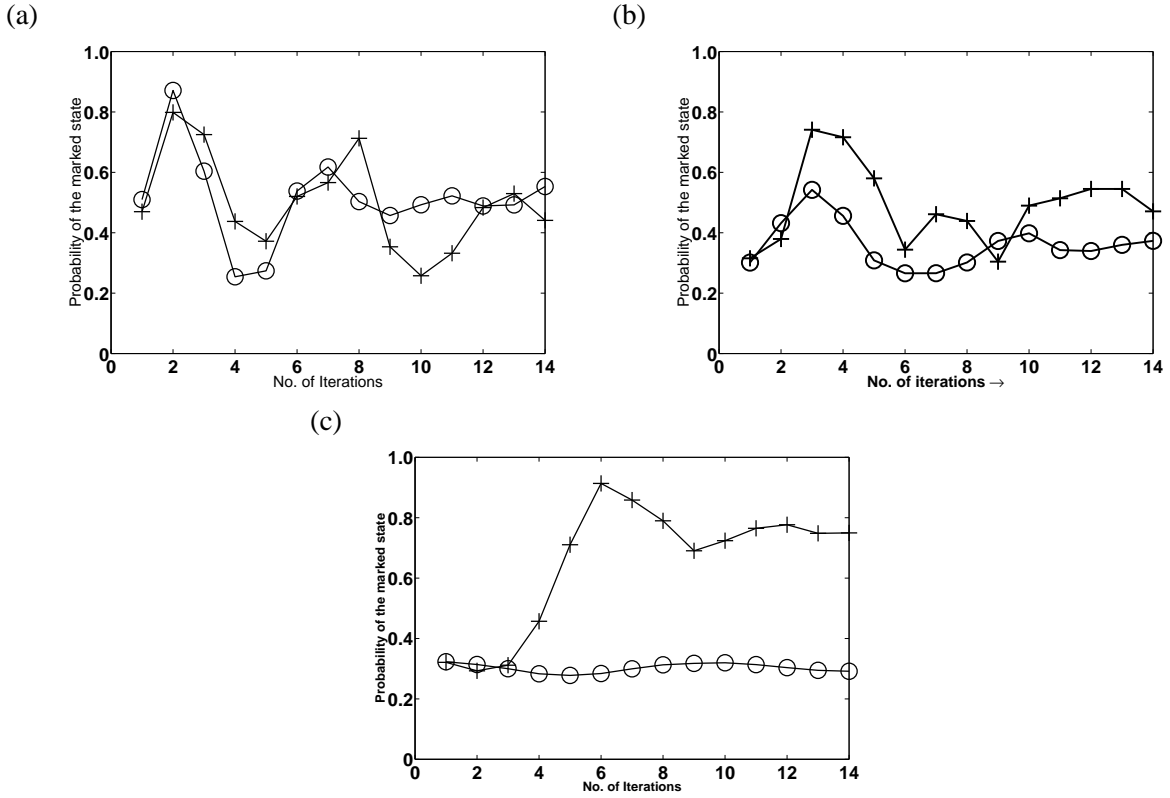 (a)
1.0
0.8
0.6
0.4
0.2
0
Probability of the marked state
0 2 4 6 8 10 12 14
No. of Iterations
(b)
1.0
0.8
0.6
0.4
0.2
0
Probability of the marked state
0 2 4 6 8 10 12 14
No. of iterations →
(c)
1.0
0.8
0.6
0.4
0.2
0
Probability of the marked state
0 2 4 6 8 10 12 14
No. of Iterations